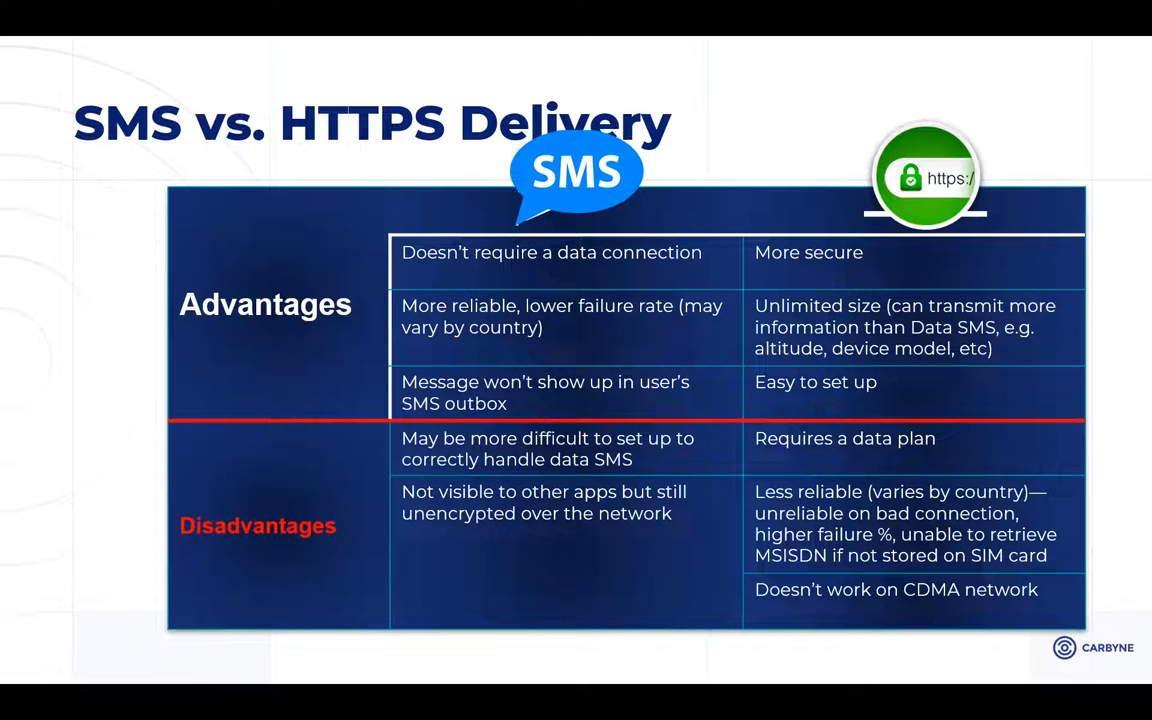 SMS vs. HTTPS Delivery
SMS
https:/
Advantages
Doesn’t require a data connection
More secure
More reliable, lower failure rate (may
vary by country)
Unlimited size (can transmit more
information than Data SMS, e.g.
altitude, device model, etc)
Message won’t show up in user’s
SMS outbox
Easy to set up
Disadvantages
May be more difficult to set up to
correctly handle data SMS
Requires a data plan
Not visible to other apps but still
unencrypted over the network
Less reliable (varies by country)—
unreliable on bad connection,
higher failure %, unable to retrieve
MSISDN if not stored on SIM card
Doesn’t work on CDMA network
CARBYNE